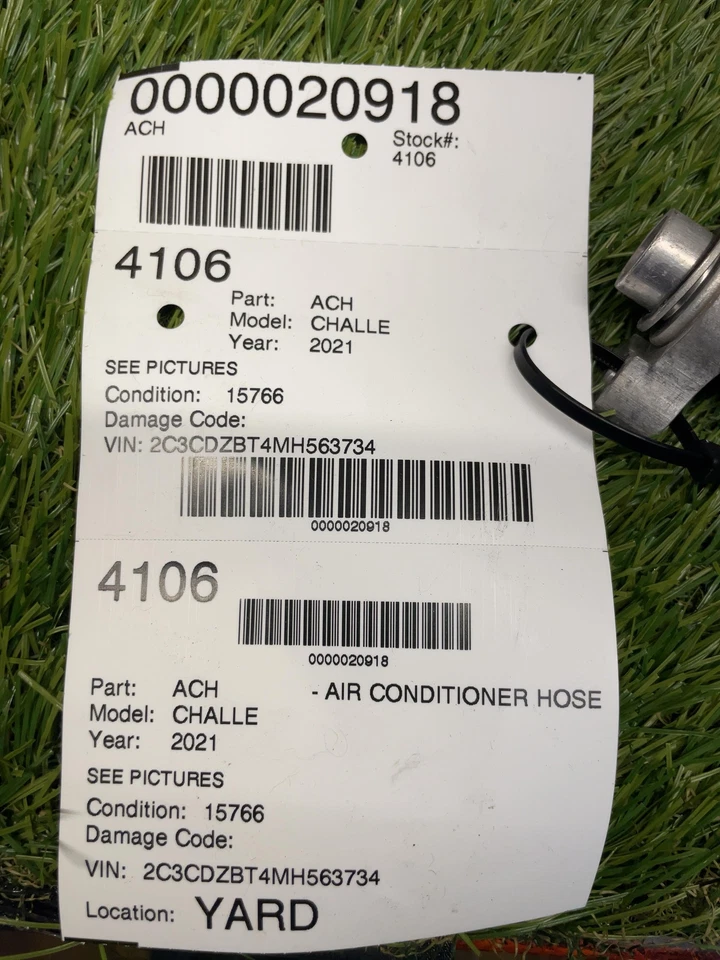 0000020918
ACH
Stock#:
4106
4106
Part: ACH
Model: CHALLE
Year: 2021
SEE PICTURES
Condition: 15766
Damage Code:
VIN: 2C3CDZBT4MH563734
0000020918
4106
0000020918
Part: ACH - AIR CONDITIONER HOSE
Model: CHALLE
Year: 2021
SEE PICTURES
Condition: 15766
Damage Code:
VIN: 2C3CDZBT4MH563734
Location: YARD